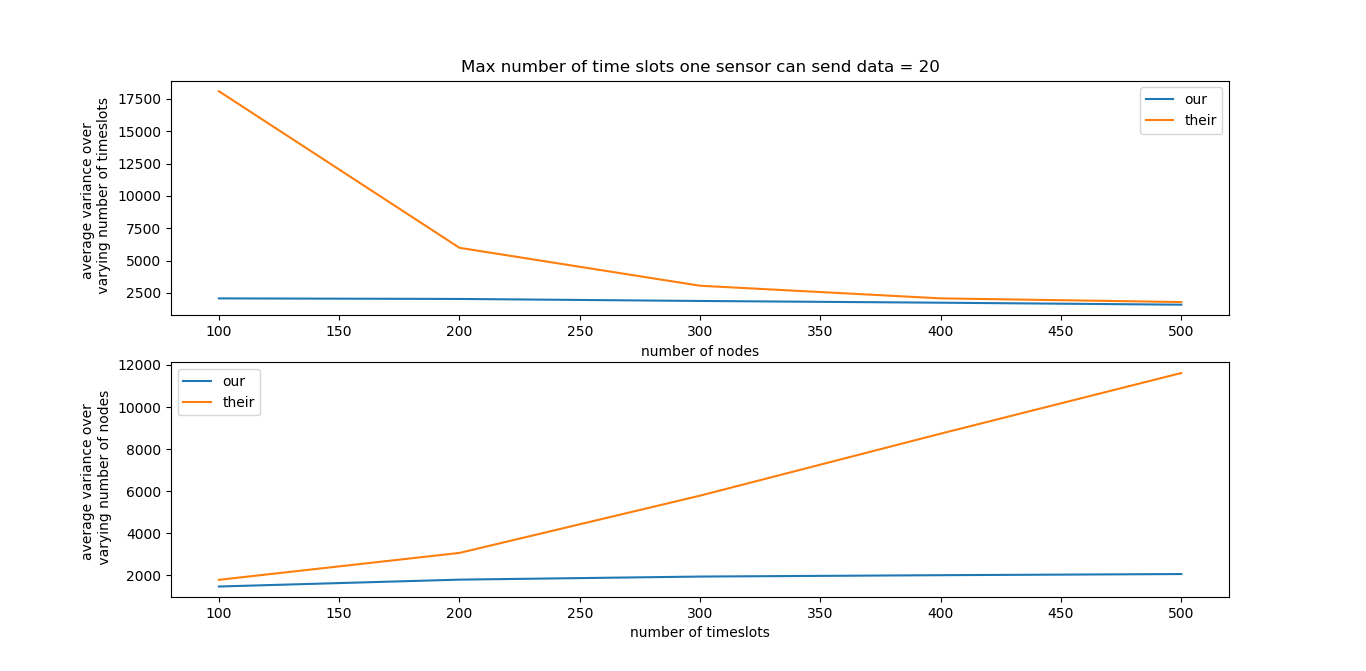 Max number of time slots one sensor can send data = 20
average variance over
varying number of timeslots
17500
15000
12500
10000
7500
5000
2500
our
their
100
150
200
250
300
350
400
450
500
number of nodes
average variance over
varying number of nodes
12000
10000
8000
6000
4000
2000
our
their
100
150
200
250
300
350
400
450
500
number of timeslots